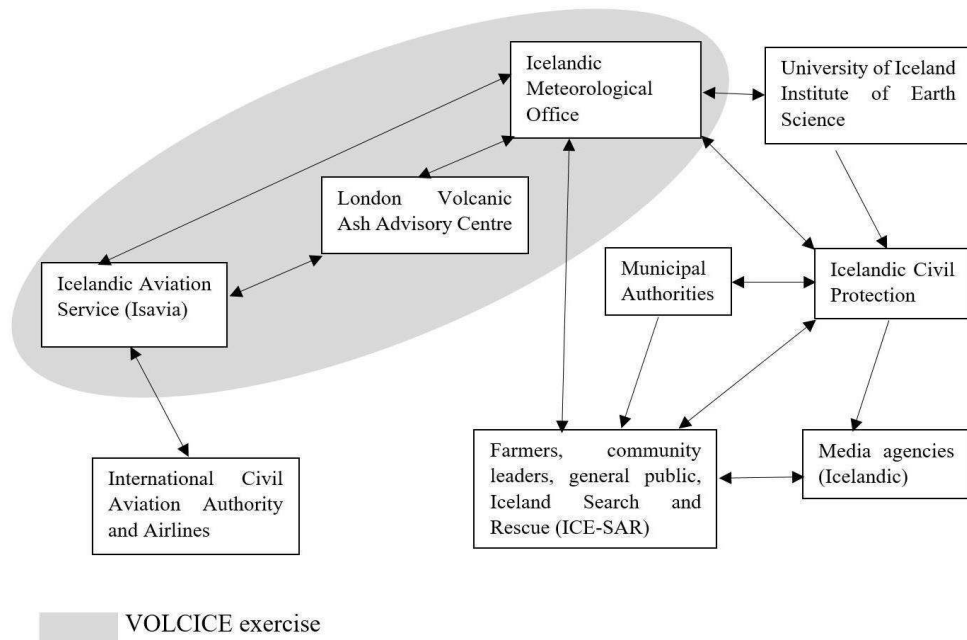 Icelandic
Meteorological
Office
University of Iceland
Institute of Earth
Science
London Volcanic
Ash Advisory Centre
Icelandic Aviation
Service (Isavia)
Municipal
Authorities
Icelandic Civil
Protection
International Civil
Aviation Authority
and Airlines
Farmers, community
leaders, general public,
Iceland Search and
Rescue (ICE-SAR)
Media agencies
(Icelandic)
VOLCICE exercise